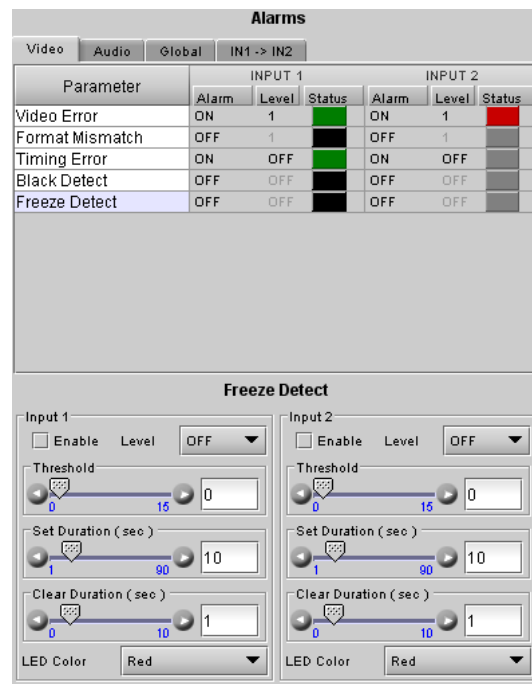 Alarms
Video Audio Global IN1 -> IN2
Parameter INPUT 1 INPUT 2
Alarm Level Status Alarm Level Status
Video Error ON 1 ON 1
Format Mismatch OFF 1 OFF 1
Timing Error ON OFF ON OFF
Black Detect OFF OFF OFF OFF
Freeze Detect OFF OFF OFF OFF
Freeze Detect
Input 1 Input 2
Enable Level OFF Enable Level OFF
Threshold Threshold
0 15 0 0 15 0
Set Duration ( sec ) Set Duration ( sec )
1 90 10 1 90 10
Clear Duration ( sec ) Clear Duration ( sec )
0 10 1 0 10 1
LED Color Red LED Color Red